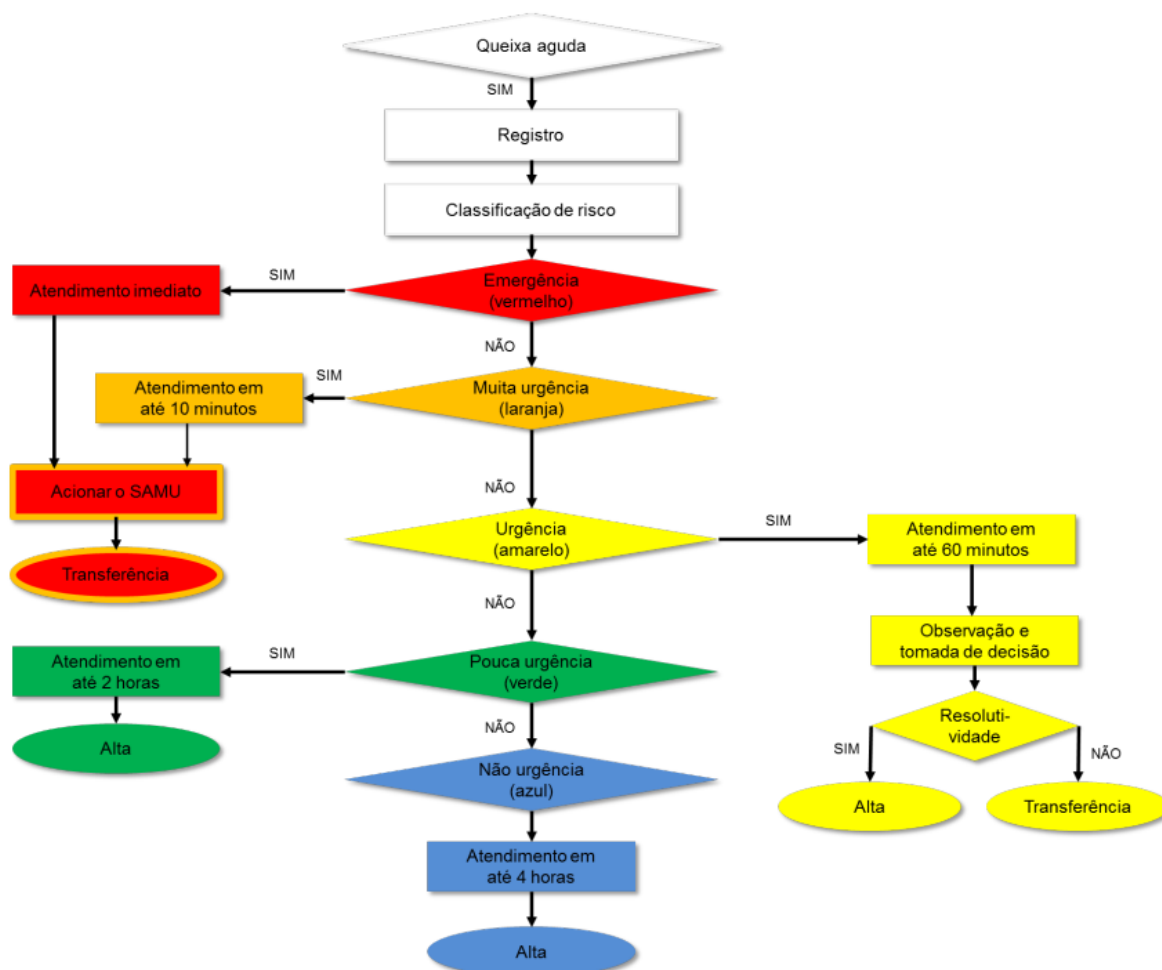 Queixa aguda
SIM
Registro
Classificação de risco
SIM
Atendimento imediato
Emergência
(vermelho)
NÃO
SIM
Atendimento em
até 10 minutos
Muita urgência
(laranja)
Acionar o SAMU
NÃO
Transferência
Urgência
(amarelo)
SIM
Atendimento em
até 60 minutos
NÃO
Observação e
tomada de decisão
SIM
Atendimento em
até 2 horas
Pouca urgência
(verde)
Alta
NÃO
Resoluti-
vidade
SIM
NÃO
Alta
Transferência
Não urgência
(azul)
Atendimento em
até 4 horas
Alta